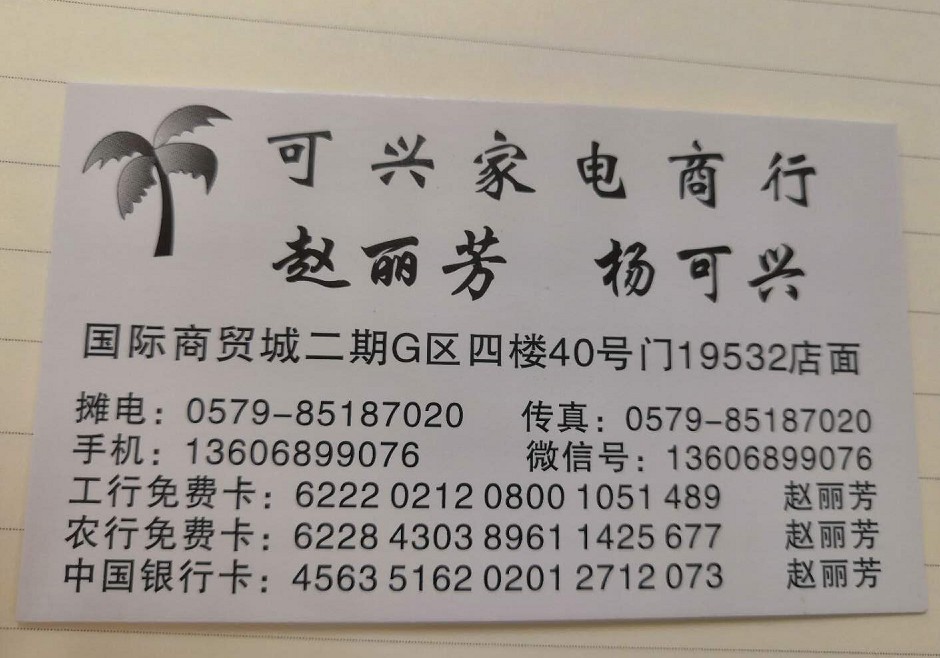 可兴家电商行
赵丽芳 杨可兴
国际商贸城二期G区四楼40号门19532店面
摊电：0579-85187020 传真：0579-85187020
手机：13606899076 微信号：13606899076
工行免费卡：6222 0212 0800 1051 489 赵丽芳
农行免费卡：6228 4303 8961 1425 677 赵丽芳
中国银行卡：4563 5162 0201 2712 073 赵丽芳